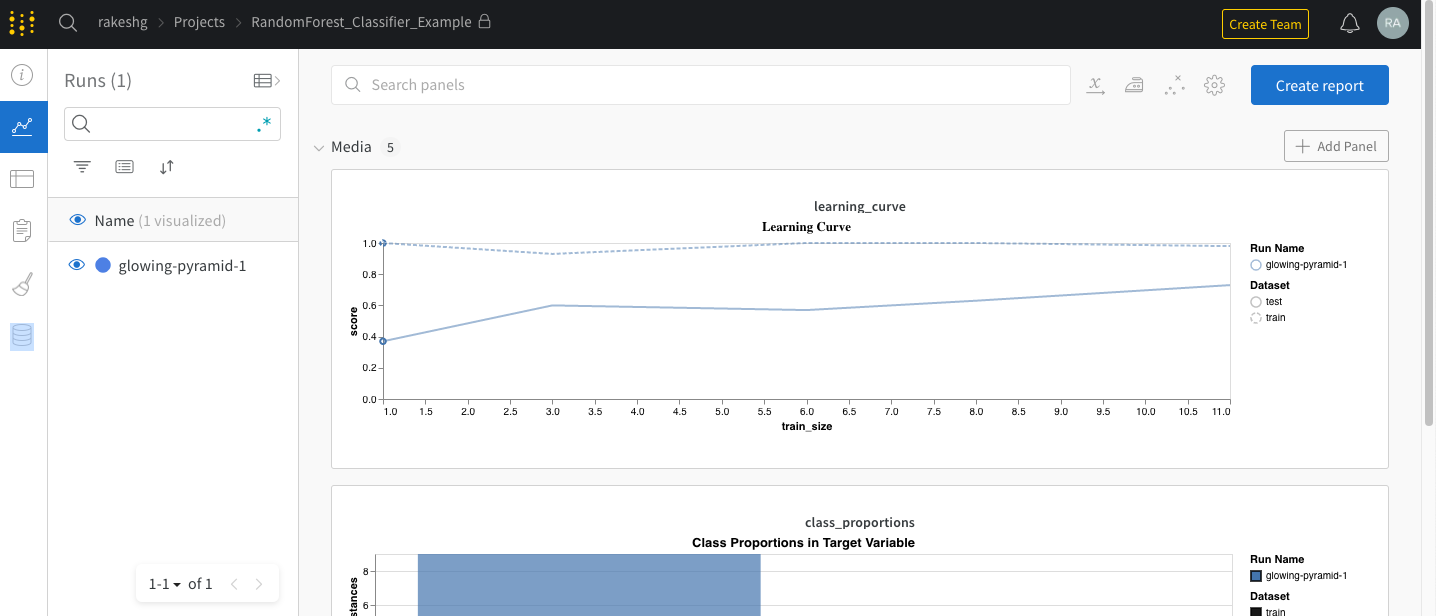 rakeshg > Projects > RandomForest_Classifier_Example
Create Team
RA
Runs (1)
.*
Name (1 visualized)
glowing-pyramid-1
1-1 of 1
Search panels
x
Create report
Media 5
Add Panel
learning_curve
Learning Curve
1.0
0.8
0.6
0.4
0.2
0.0
score
1.0 1.5 2.0 2.5 3.0 3.5 4.0 4.5 5.0 5.5 6.0 6.5 7.0 7.5 8.0 8.5 9.0 9.5 10.0 10.5 11.0
train_size
Run Name
glowing-pyramid-1
Dataset
test
train
class_proportions
Class Proportions in Target Variable
8
6
stances
Run Name
glowing-pyramid-1
Dataset
train